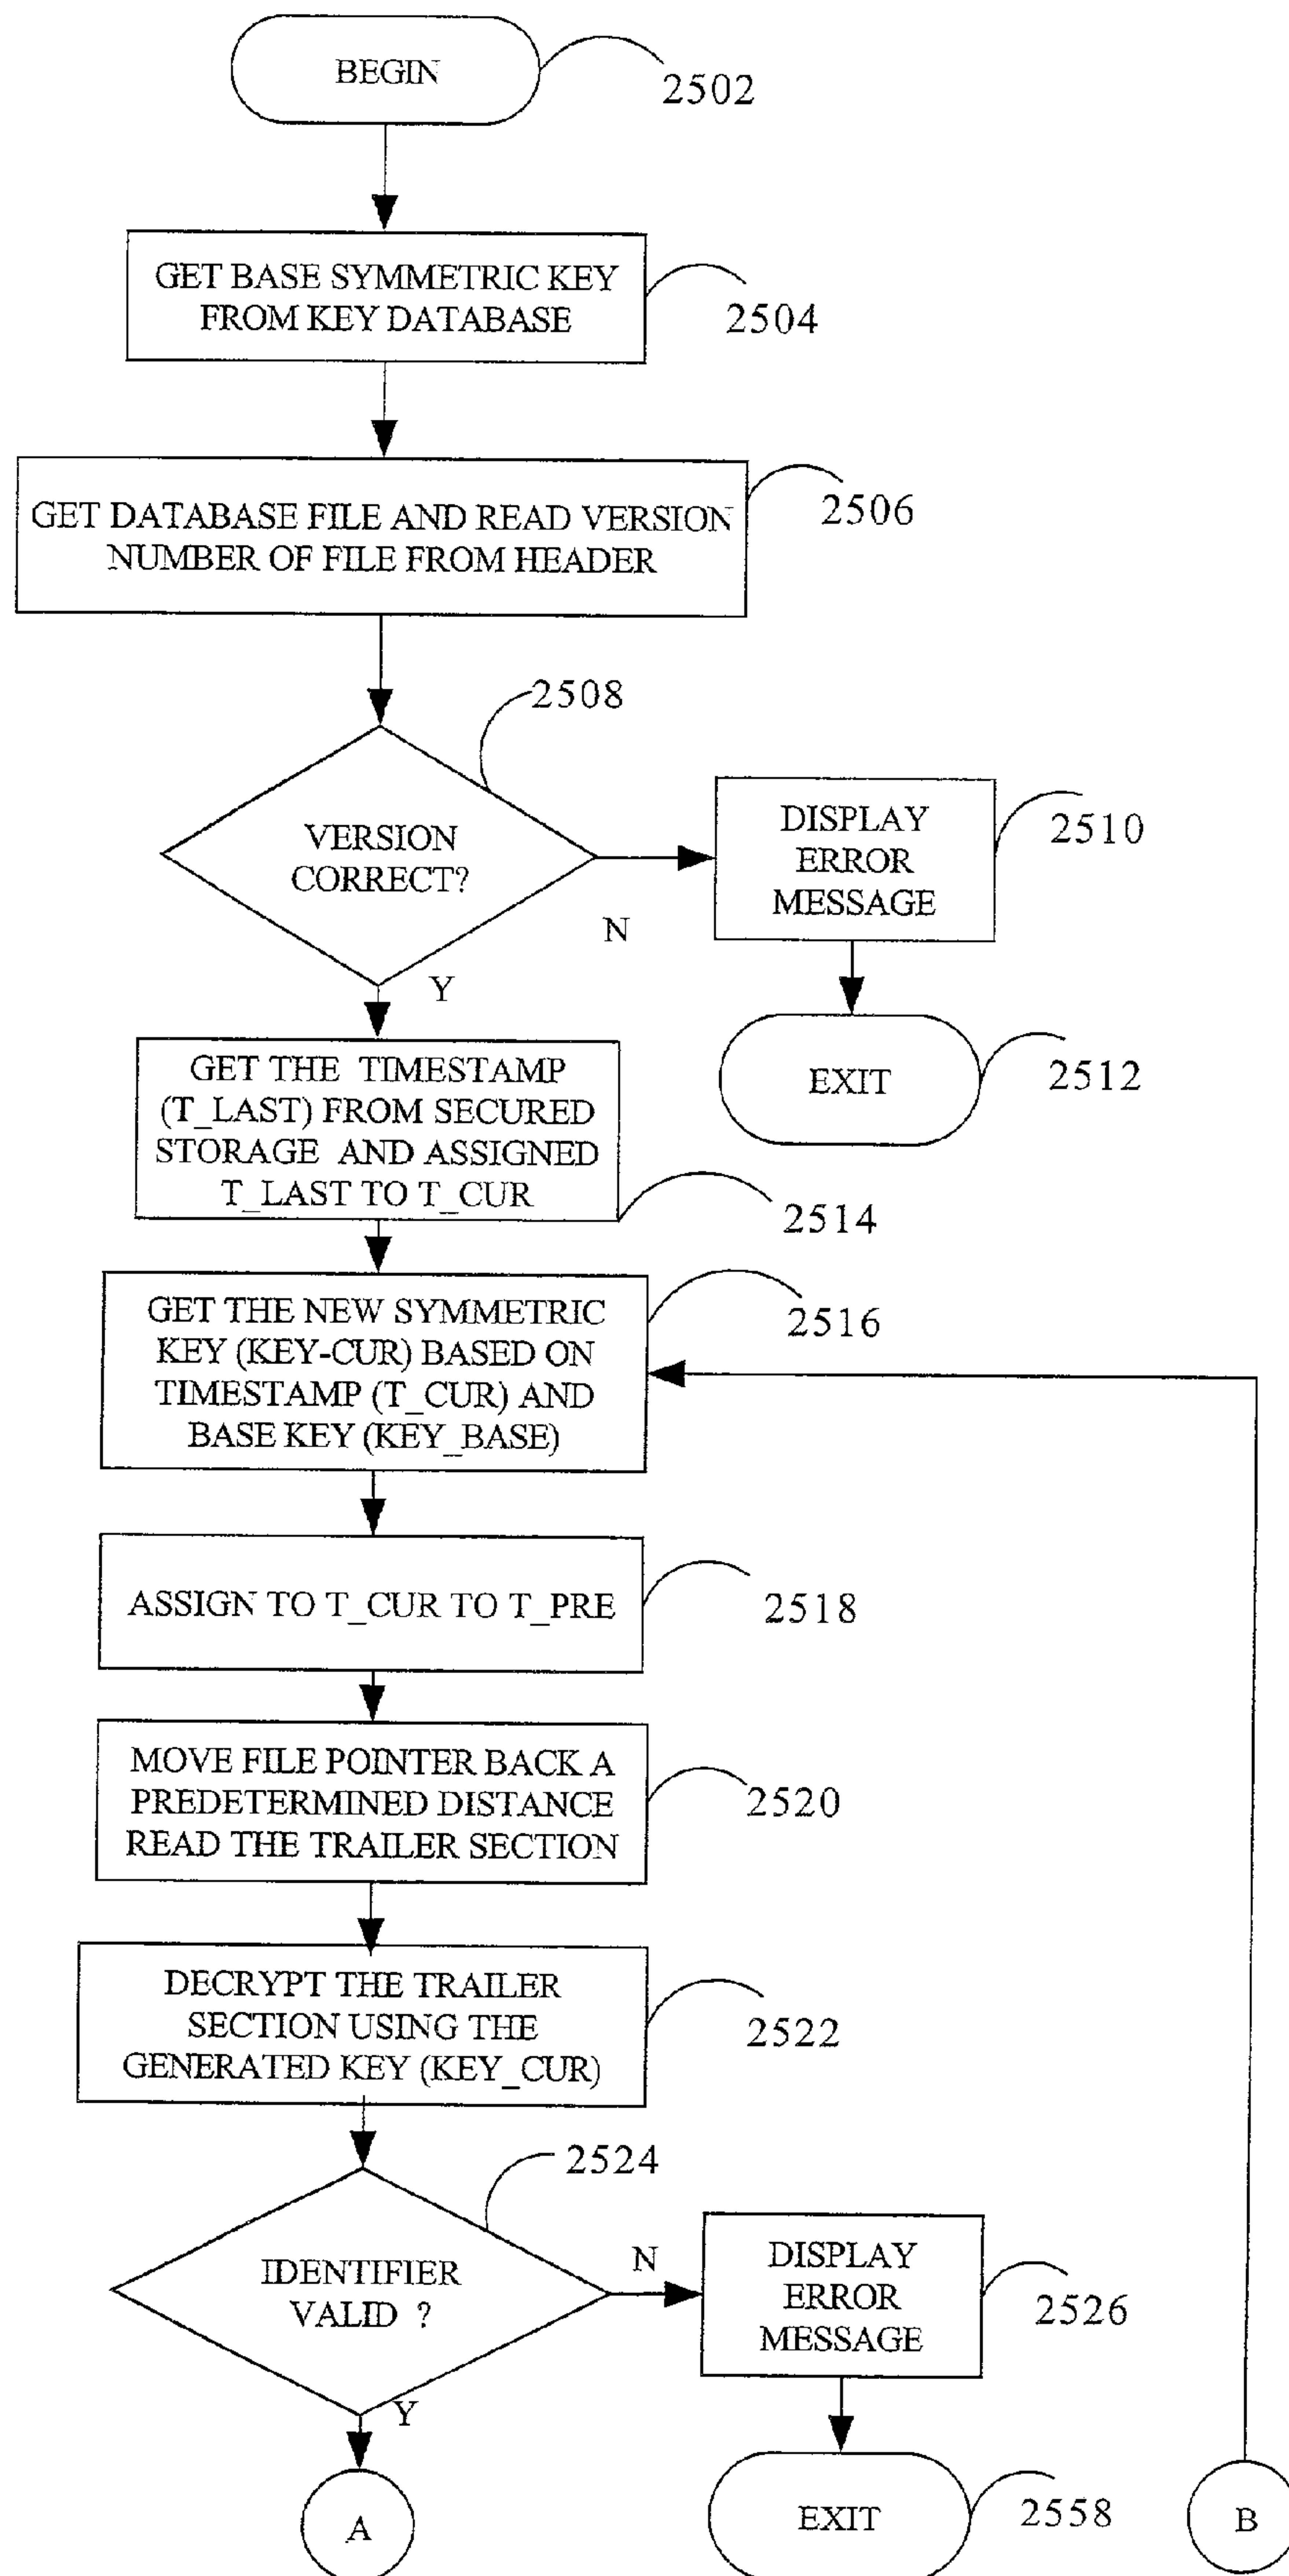 BEGIN
2502
GET BASE SYMMETRIC KEY
FROM KEY DATABASE
2504
GET DATABASE FILE AND READ VERSION
NUMBER OF FILE FROM HEADER
2506
2508
VERSION
CORRECT?
N
Y
DISPLAY
ERROR
MESSAGE
2510
EXIT
2512
GET THE TIMESTAMP
(T_LAST) FROM SECURED
STORAGE AND ASSIGNED
T_LAST TO T_CUR
2514
GET THE NEW SYMMETRIC
KEY (KEY-CUR) BASED ON
TIMESTAMP (T_CUR) AND
BASE KEY (KEY_BASE)
2516
ASSIGN TO T_CUR TO T_PRE
2518
MOVE FILE POINTER BACK A
PREDETERMINED DISTANCE
READ THE TRAILER SECTION
2520
DECRYPT THE TRAILER
SECTION USING THE
GENERATED KEY (KEY_CUR)
2522
2524
IDENTIFIER
VALID ?
N
Y
DISPLAY
ERROR
MESSAGE
2526
A
EXIT
2558
B